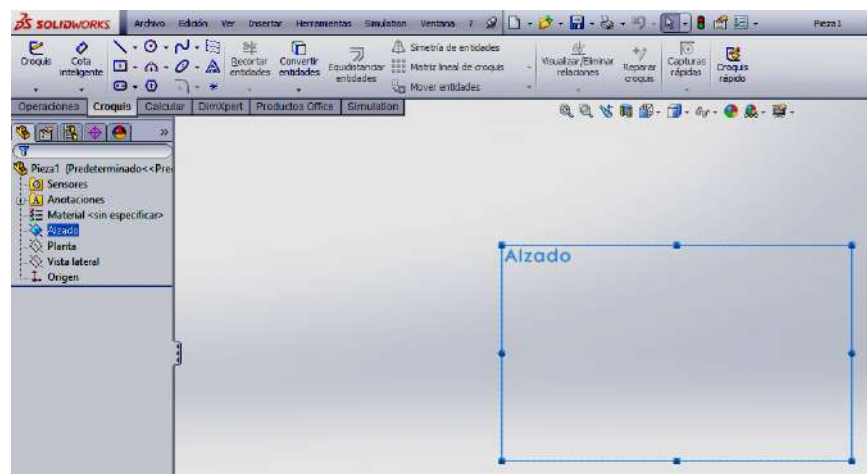 SOLIDWORKS Archivo Edición Ver Insertar Herramientas Simulation Ventana ? Pieza1
Croquis Cota inteligente Recortar entidades Convertir entidades Equidistanciar entidades Simetría de entidades Visualizar/Eliminar relaciones Reparar croquis Capturas rápidas Croquis rápido
Matriz lineal de croquis
Mover entidades
Operaciones Croquis Calcular DimXpert Productos Office Simulation
Pieza1 (Predeterminado<<Pre
Sensores
A Anotaciones
Material <sin especificar>
Alzado
Planta
Vista lateral
Origen
Alzado